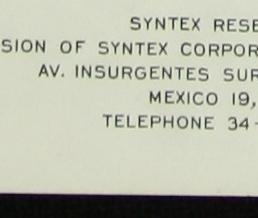 SYNTEX RESE
SION OF SYNTEX CORPOR
AV. INSURGENTES SUR
MEXICO 19,
TELEPHONE 34-